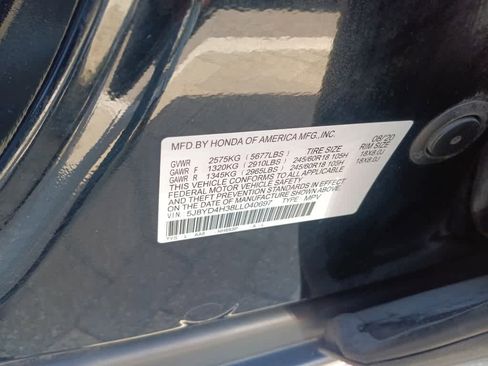 MFD. BY HONDA OF AMERICA MFG., INC. 08/20
GVWR 2575KG (5677LBS) TIRE SIZE RIM SIZE
GAWR F 1320KG (2910LBS) 245/60R18 105H 18X8.0J
GAWR R 1345KG (2965LBS) 245/60R18 105H 18X8.0J
THIS VEHICLE CONFORMS TO ALL APPLICABLE
FEDERAL MOTOR VEHICLE SAFETY
AND THEFT PREVENTION STANDARDS IN EFFECT
ON THE DATE OF MANUFACTURE SHOWN ABOVE.
VIN: 5J8YD4H38LL040697 TYPE: MPV